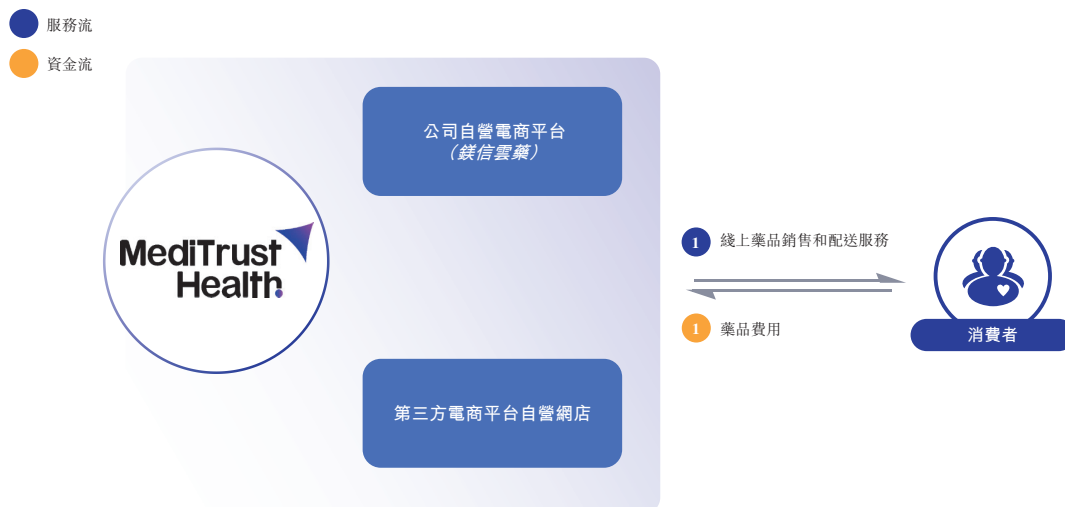 服務流
資金流
公司自營電商平台
（鎂信雲藥）
MediTrust
Health
1 綫上藥品銷售和配送服務
1 藥品費用
消費者
第三方電商平台自營網店